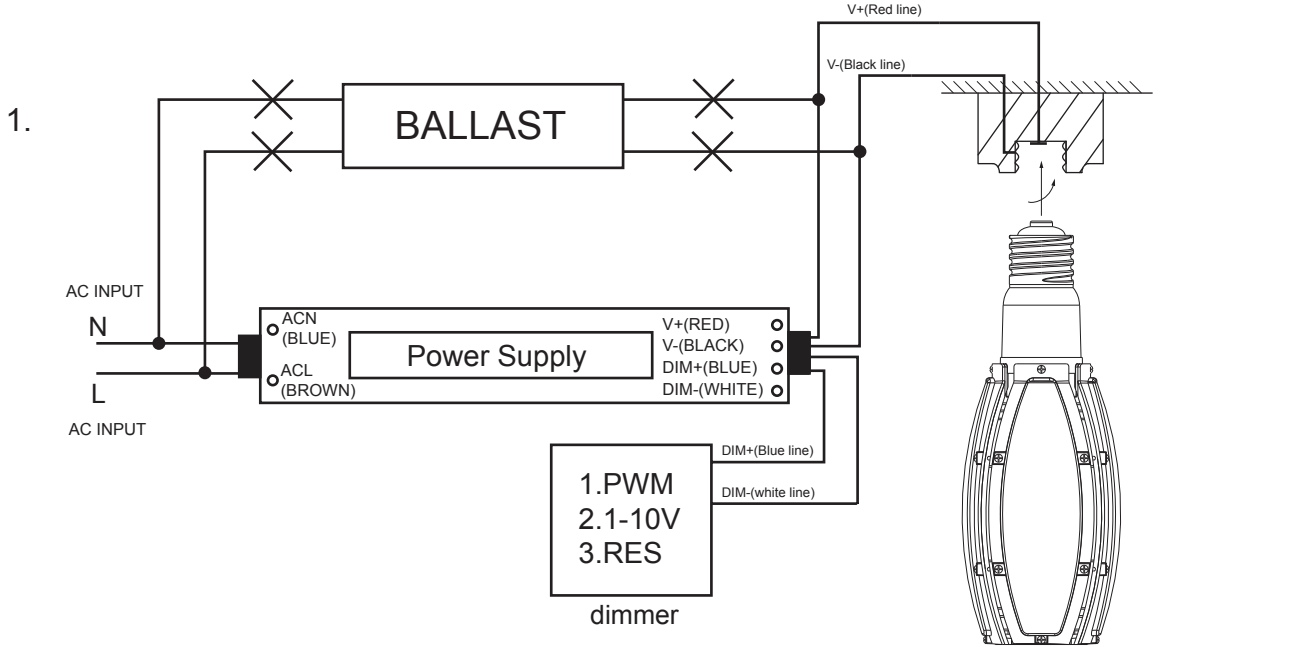 V+(Red line)
V-(Black line)
1.
BALLAST
AC INPUT
N
L
AC INPUT
ACN
(BLUE)
ACL
(BROWN)
Power Supply
V+(RED)
V-(BLACK)
DIM+(BLUE)
DIM-(WHITE)
DIM+(Blue line)
DIM-(white line)
1.PWM
2.1-10V
3.RES
dimmer